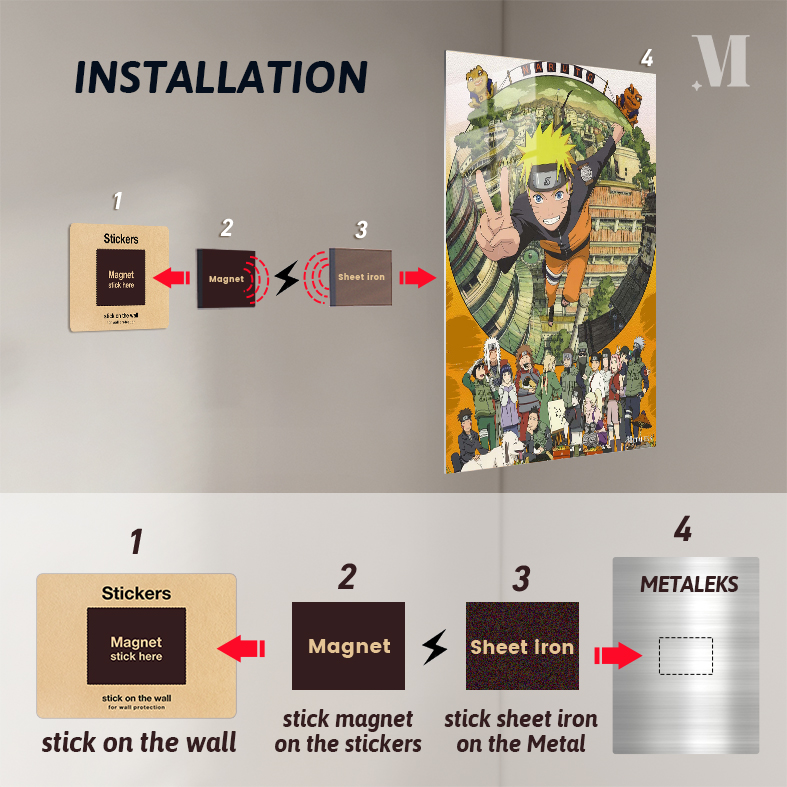 INSTALLATION
M
4
NARUTO
1
Stickers
Magnet
stick here
stick on the wall
for wall protection
2
Magnet
3
Sheet iron
1
Stickers
Magnet
stick here
stick on the wall
for wall protection
stick on the wall
2
Magnet
stick magnet
on the stickers
3
Sheet iron
stick sheet iron
on the Metal
4
METALEKS